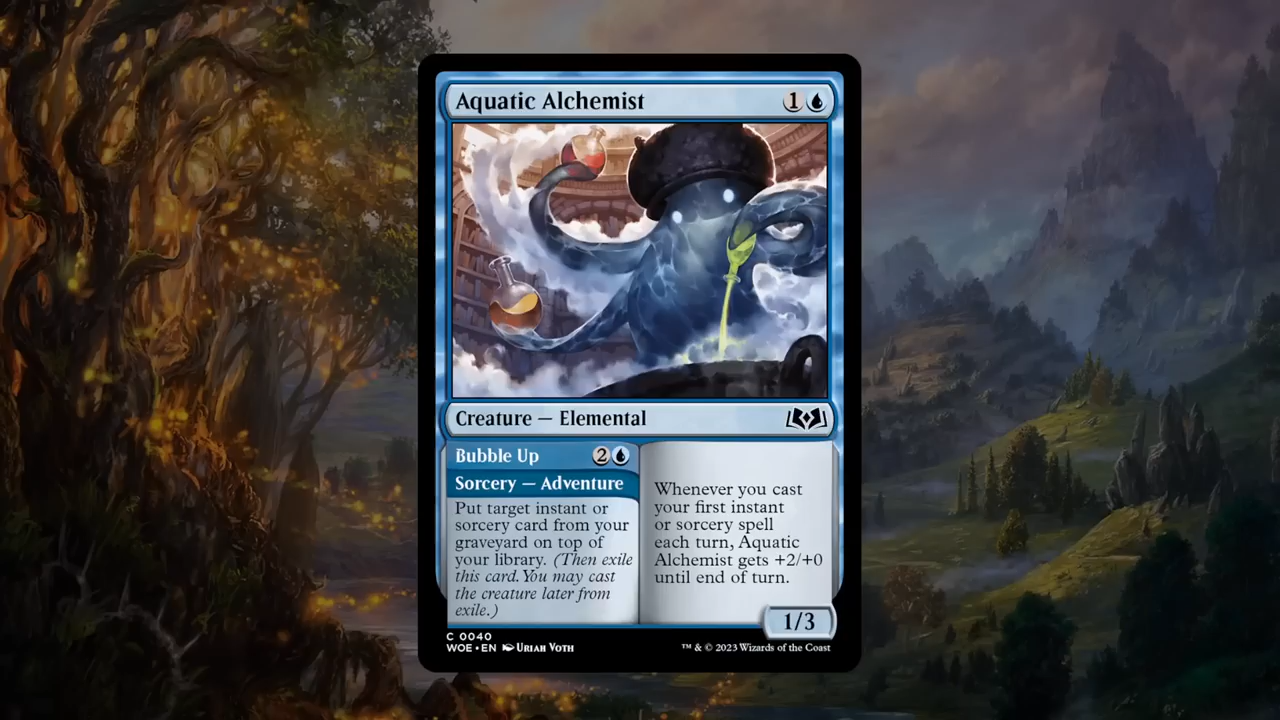 Aquatic Alchemist 1
Creature — Elemental
Bubble Up 2
Sorcery — Adventure
Put target instant or
sorcery card from your
graveyard on top of
your library. (Then exile
this card. You may cast
the creature later from
exile.)
Whenever you cast
your first instant
or sorcery spell
each turn, Aquatic
Alchemist gets +2/+0
until end of turn.
1/3
C 0040
WOE • EN Uriah Voth
™ & © 2023 Wizards of the Coast